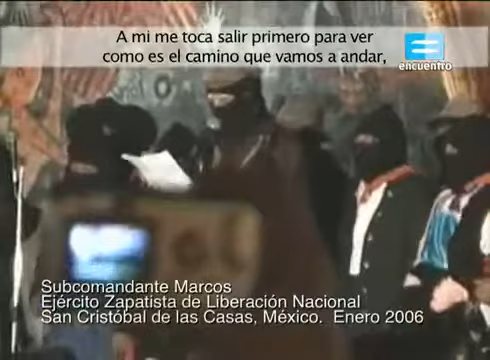 A mi me toca salir primero para ver
como es el camino que vamos a andar,
encuentro
Subcomandante Marcos
Ejército Zapatista de Liberación Nacional
San Cristóbal de las Casas, México.  Enero 2006